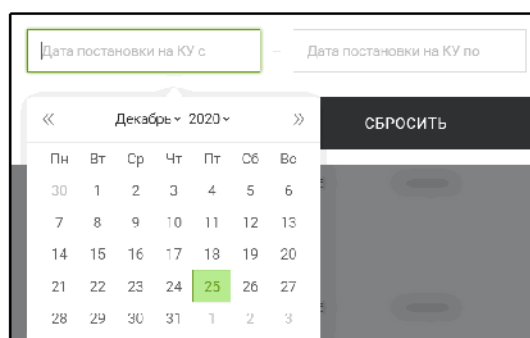 Дата постановки на КУ с – Дата постановки на КУ по
« Декабрь 2020 »
СБРОСИТЬ
Пн Вт Ср Чт Пт Сб Вс
30 1 2 3 4 5 6
7 8 9 10 11 12 13
14 15 16 17 18 19 20
21 22 23 24 25 26 27
28 29 30 31 1 2 3